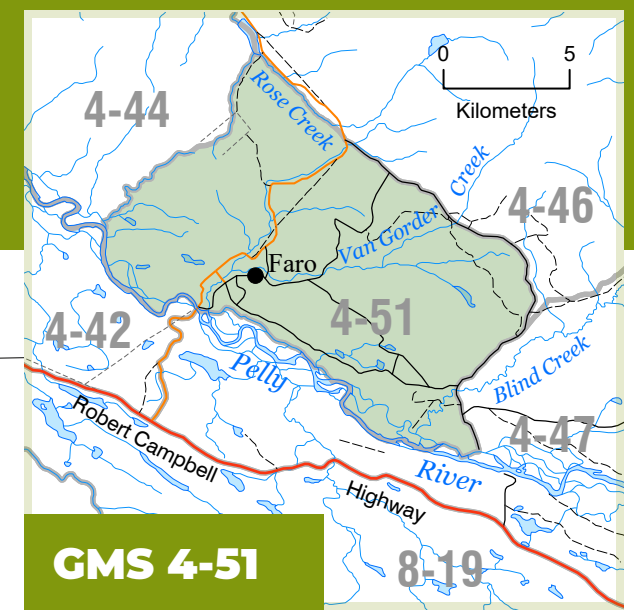 0 5
Kilometers
Rose Creek
4-44
Creek
4-46
Van Gorder
Faro
4-51
4-42
Pelly
Blind Creek
Robert Campbell
4-47
River
Highway
8-19
GMS 4-51